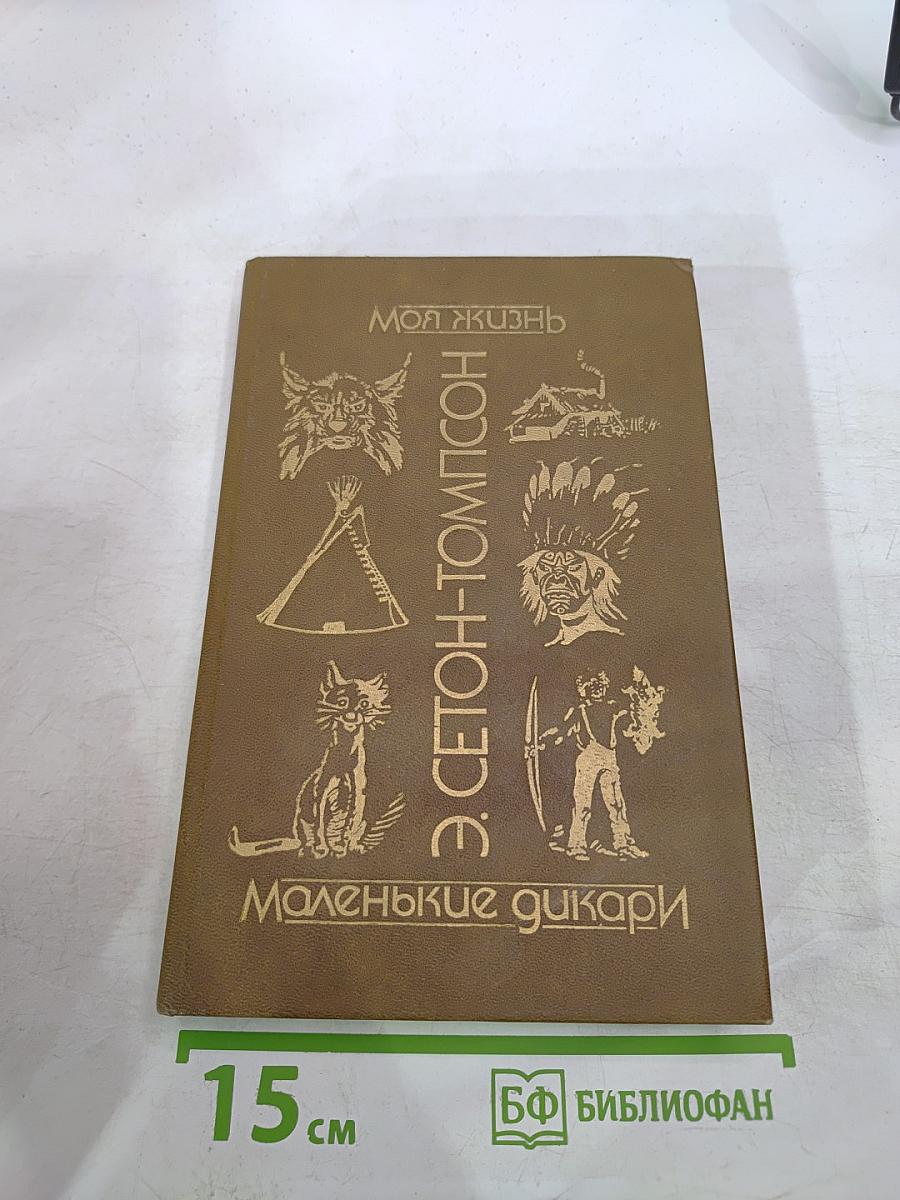 Моя жизнь
Э. СЕТОН-ТОМПСОН
Маленькие дикари
15 см
БФ БИБЛИОФАН